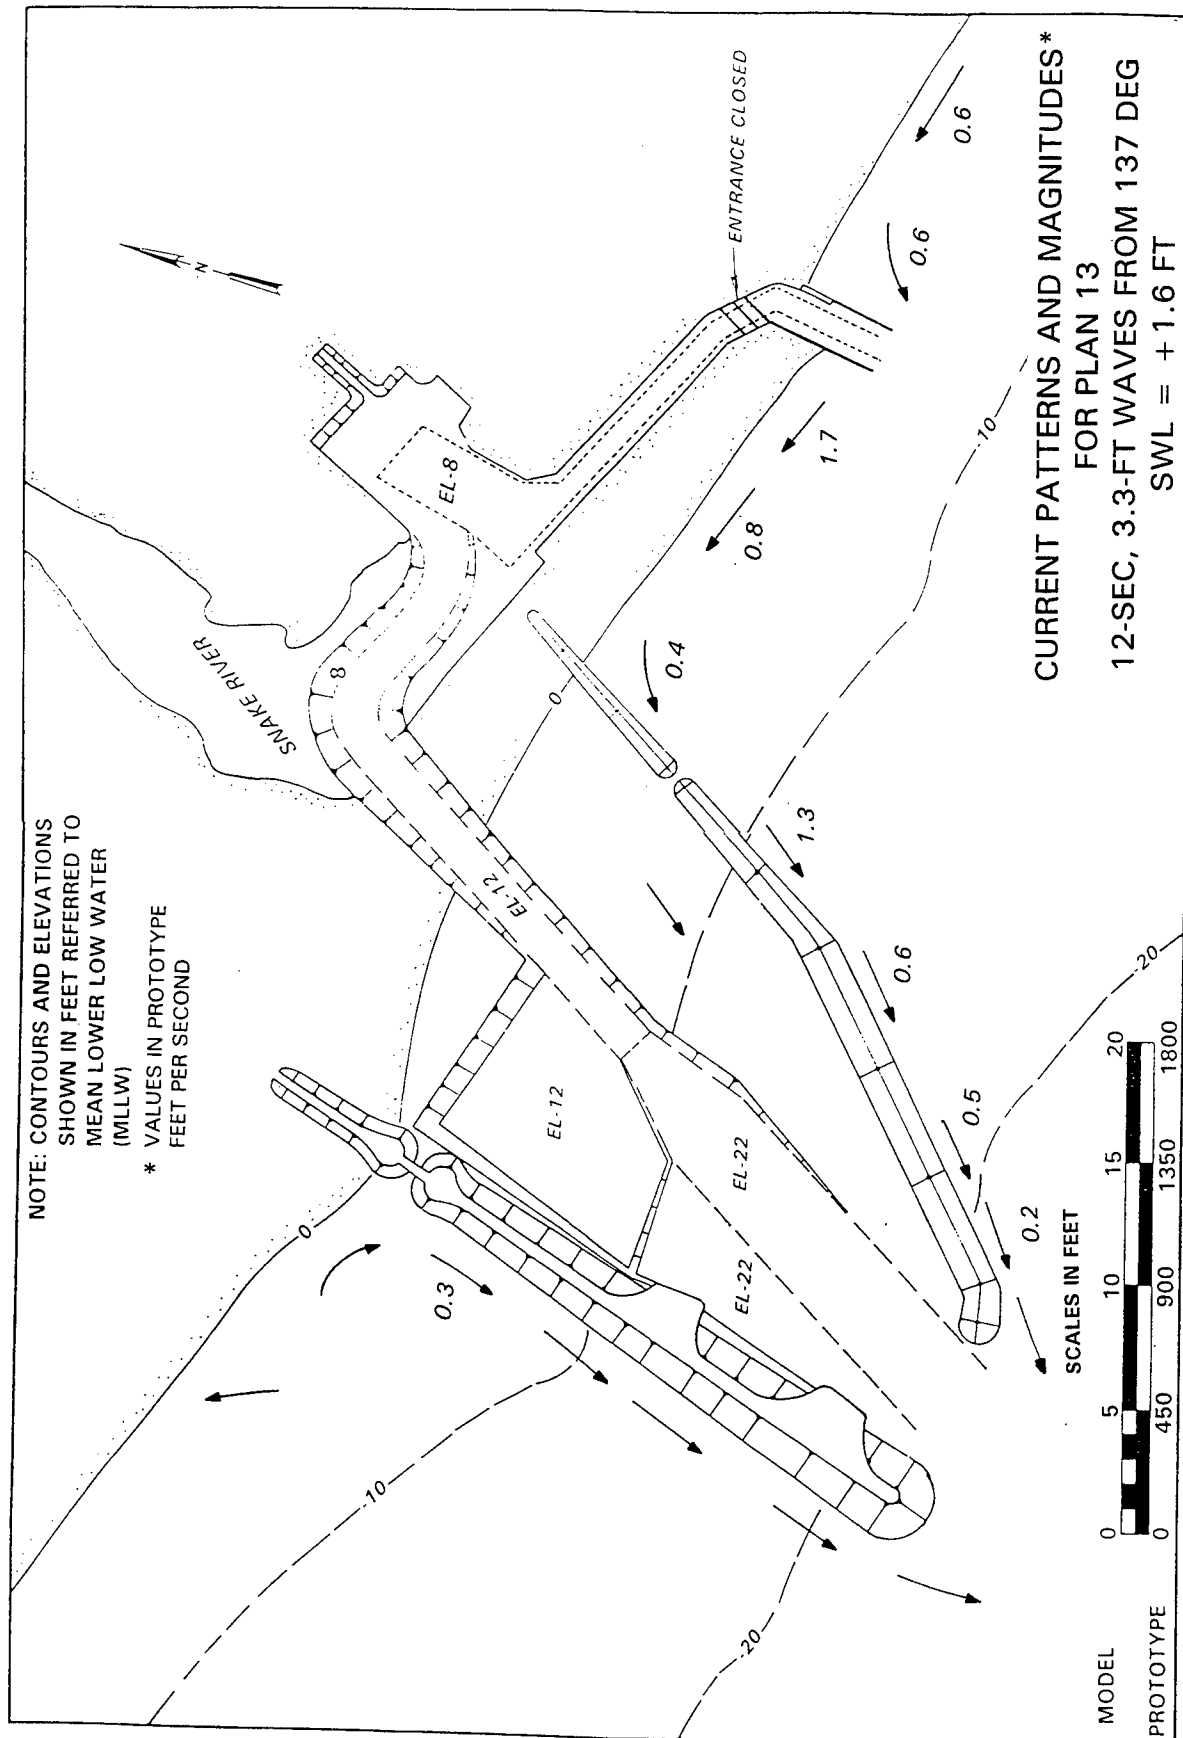 NOTE: CONTOURS AND ELEVATIONS
SHOWN IN FEET REFERRED TO
MEAN LOWER LOW WATER
(MLLW)
* VALUES IN PROTOTYPE
FEET PER SECOND
N
SNAKE RIVER
8
EL-8
ENTRANCE CLOSED
EL-12
EL-12
EL-22
EL-22
0
0
-10
-10
-20
-20
0.3
0.4
0.8
1.7
0.6
0.6
1.3
0.6
0.5
0.2
SCALES IN FEET
MODEL 0 5 10 15 20
PROTOTYPE 0 450 900 1350 1800
CURRENT PATTERNS AND MAGNITUDES*
FOR PLAN 13
12-SEC, 3.3-FT WAVES FROM 137 DEG
SWL = +1.6 FT